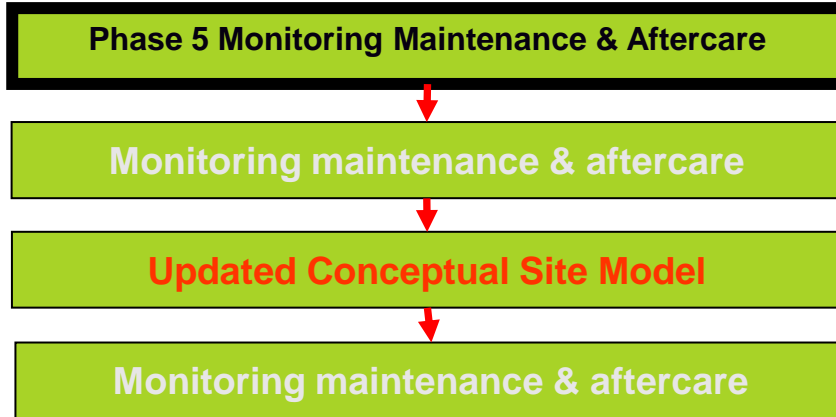 Phase 5 Monitoring Maintenance & Aftercare
Monitoring maintenance & aftercare
Updated Conceptual Site Model
Monitoring maintenance & aftercare